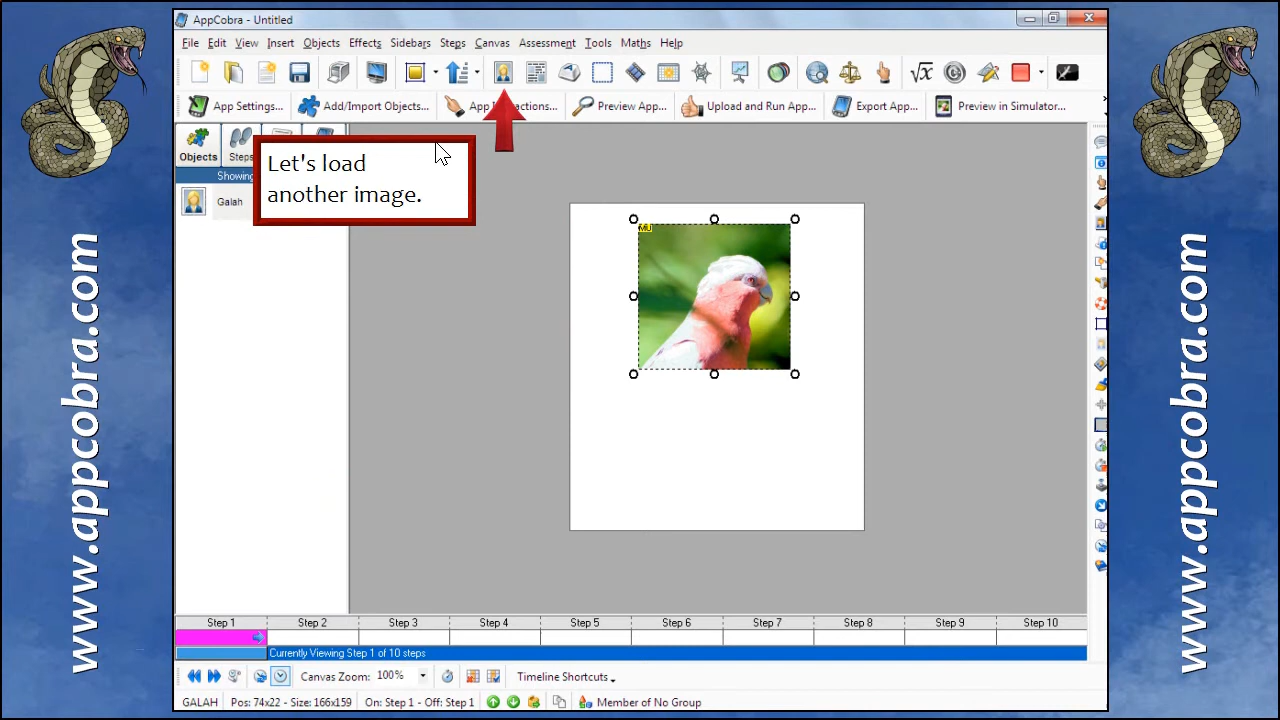 AppCobra - Untitled
File Edit View Insert Objects Effects Sidebars Steps Canvas Assessment Tools Maths Help
App Settings... Add/Import Objects... App Preview App... Upload and Run App... Export App... Preview in Simulator...
Objects Steps
Showing
Let's load
another image.
Galah
www.appcobra.com
www.appcobra.com
Step 1 Step 2 Step 3 Step 4 Step 5 Step 6 Step 7 Step 8 Step 9 Step 10
Currently Viewing Step 1 of 10 steps
Canvas Zoom: 100% Timeline Shortcuts
GALAH Pos: 74x22 - Size: 166x159 On: Step 1 - Off: Step 1 Member of No Group